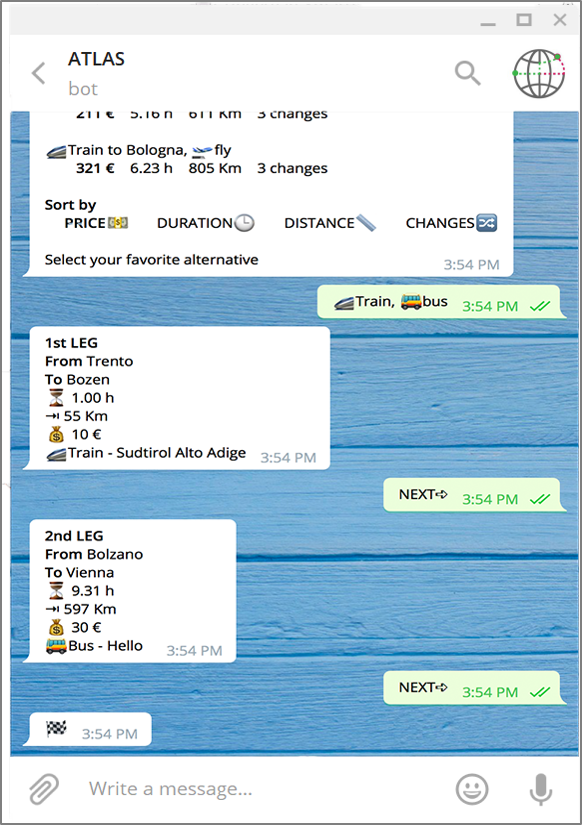 ATLAS
bot
211 € 5.16 h 611 Km 3 changes
Train to Bologna, fly
321 € 6.23 h 805 Km 3 changes
Sort by
PRICE DURATION DISTANCE CHANGES
Select your favorite alternative
3:54 PM
Train, bus 3:54 PM
1st LEG
From Trento
To Bozen
1.00 h
55 Km
10 €
Train - Sudtirol Alto Adige 3:54 PM
NEXT 3:54 PM
2nd LEG
From Bolzano
To Vienna
9.31 h
597 Km
30 €
Bus - Hello 3:54 PM
NEXT 3:54 PM
3:54 PM
Write a message...